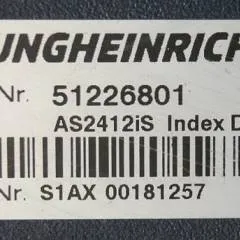 UNGHEINRICH
Nr. 51226801
AS2412iS Index D
Nr. S1AX 00181257